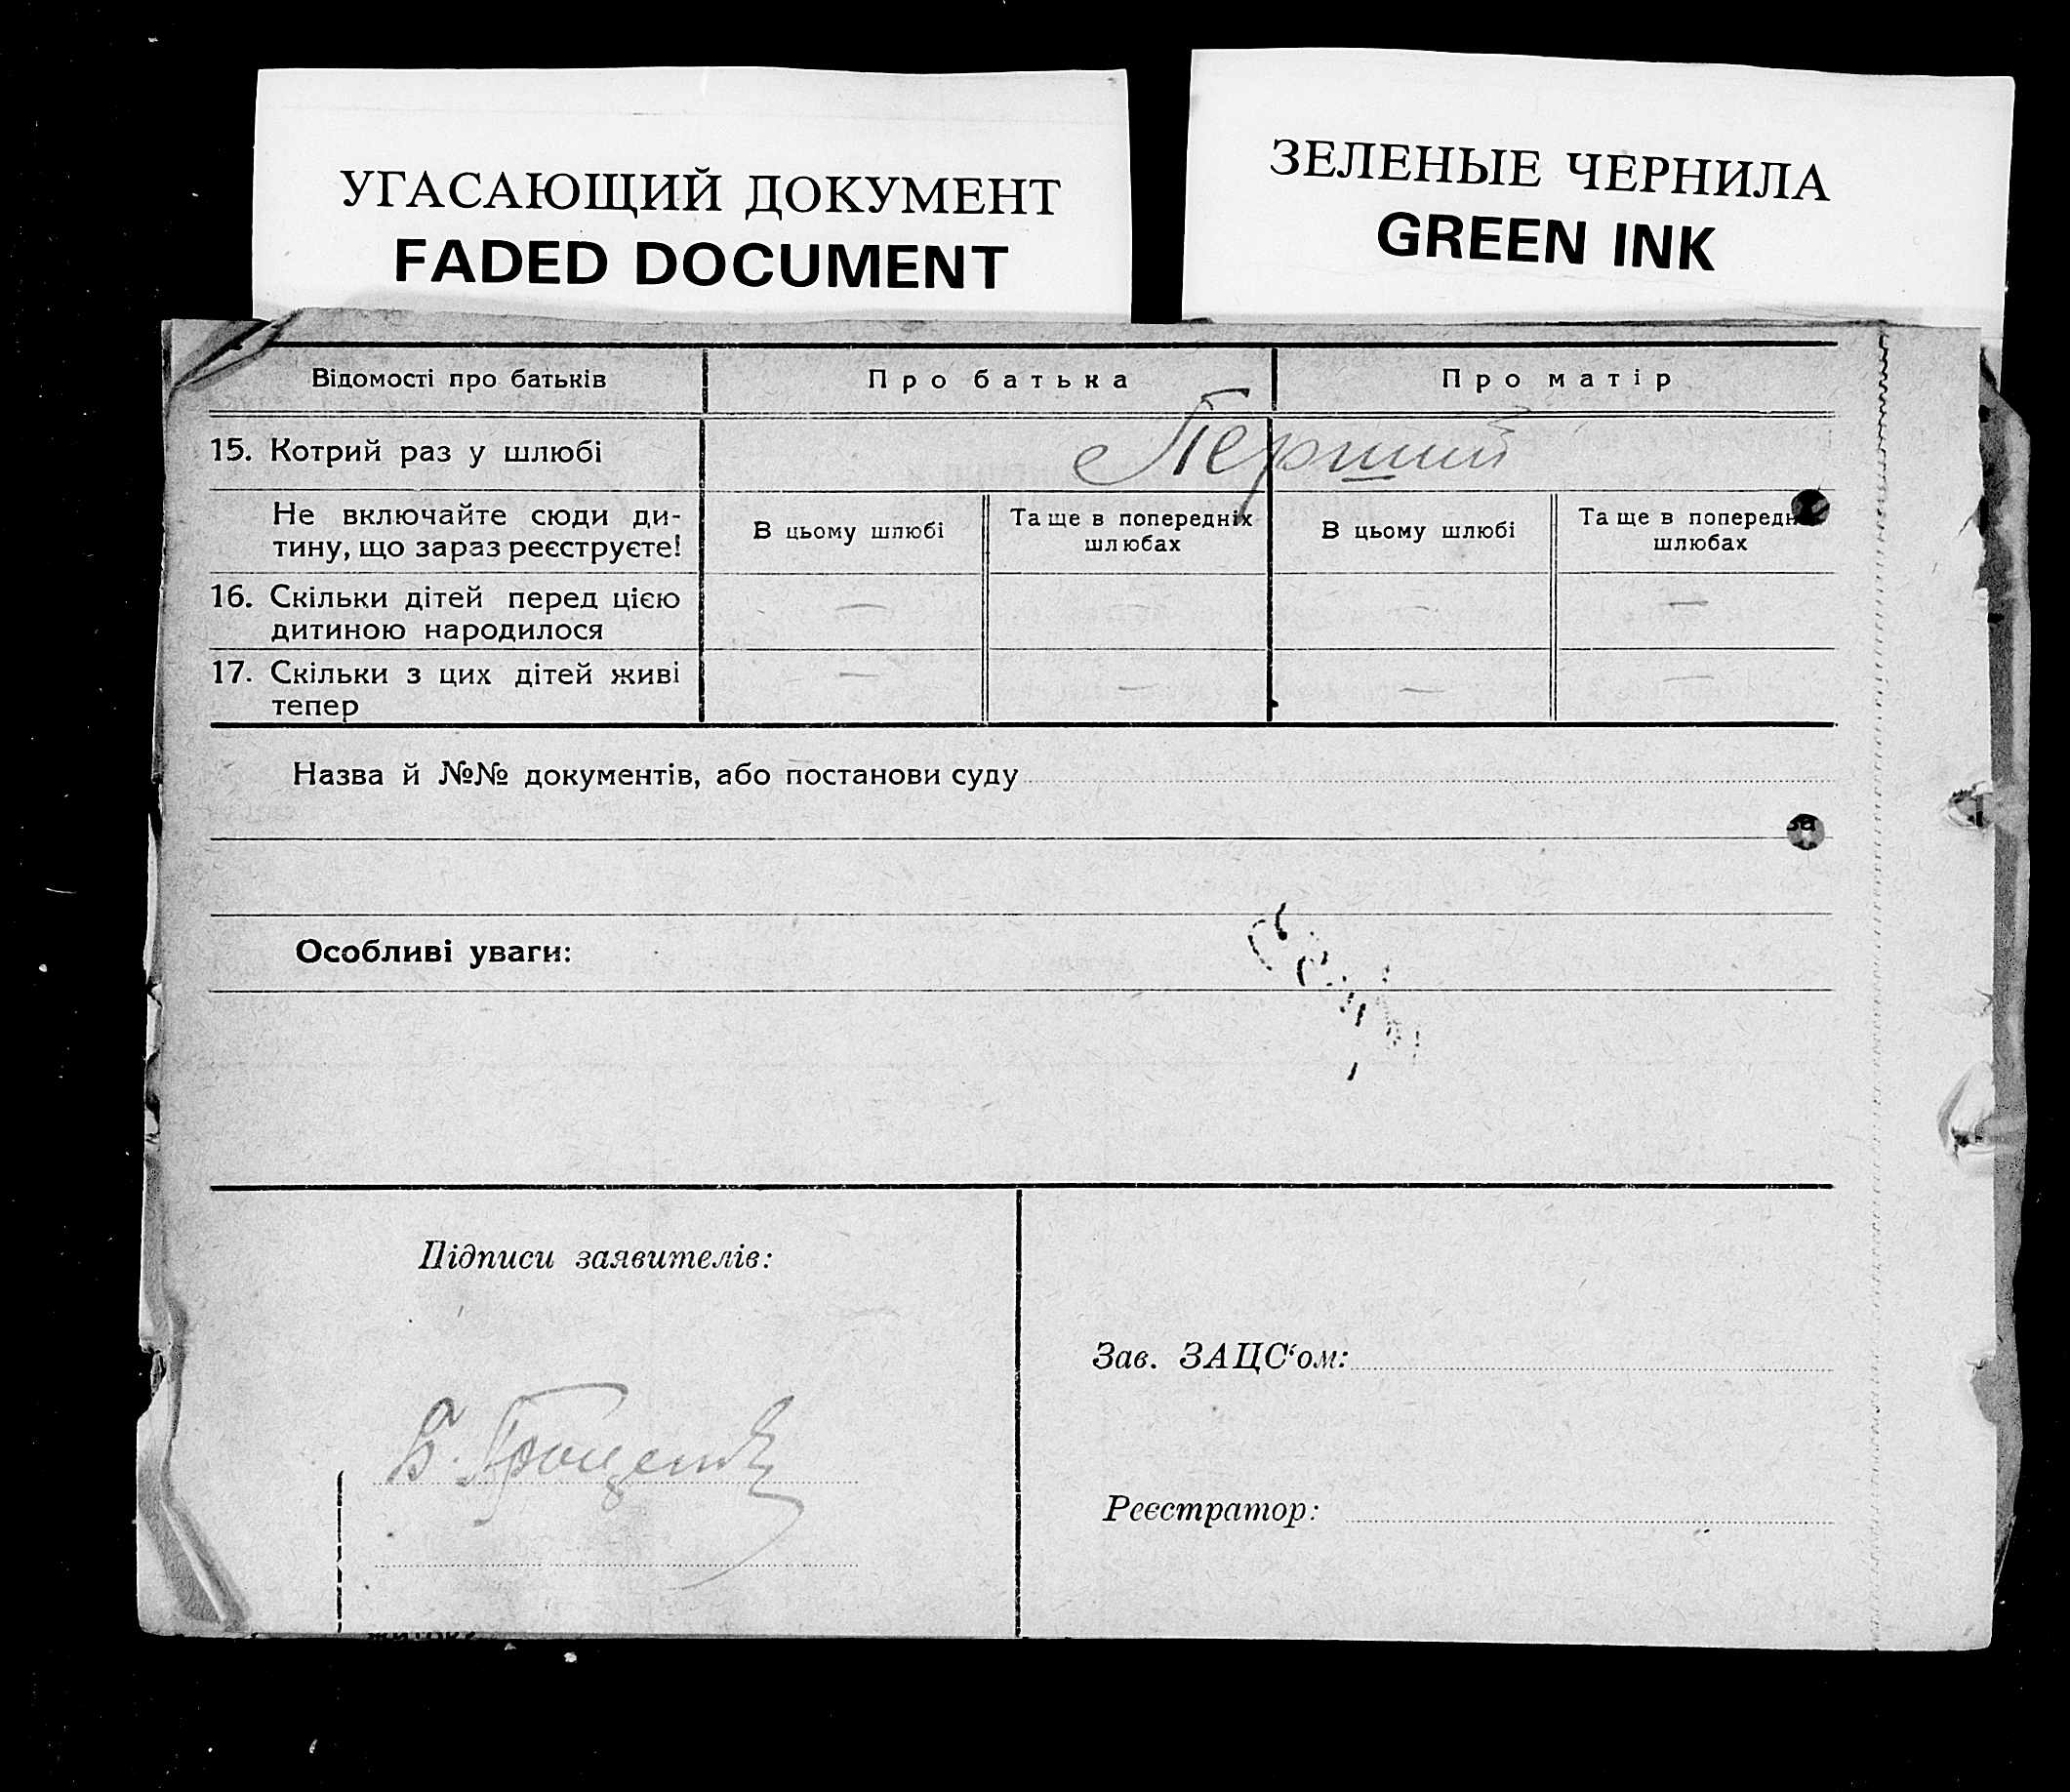 УГАСАЮЩИЙ ДОКУМЕНТ
FADED DOCUMENT
ЗЕЛЕНЫЕ ЧЕРНИЛА
GREEN INK
Відомості про батьків Про батька Про матір
15. Котрий раз у шлюбі Перший
Не включайте сюди ди-
тину, що зараз реєструєте!
В цьому шлюбі
Та ще в попередніх
шлюбах
В цьому шлюбі
Та ще в
шлюбах
16. Скільки дітей перед цією
дитиною народилося
— — — —
17. Скільки з цих дітей живі
тепер
— — — —
Назва й №№ документів, або постанови суду
Особливі уваги:
Підписи заявителів:
Зав. ЗАЦС‘ом:
Реєстратор: